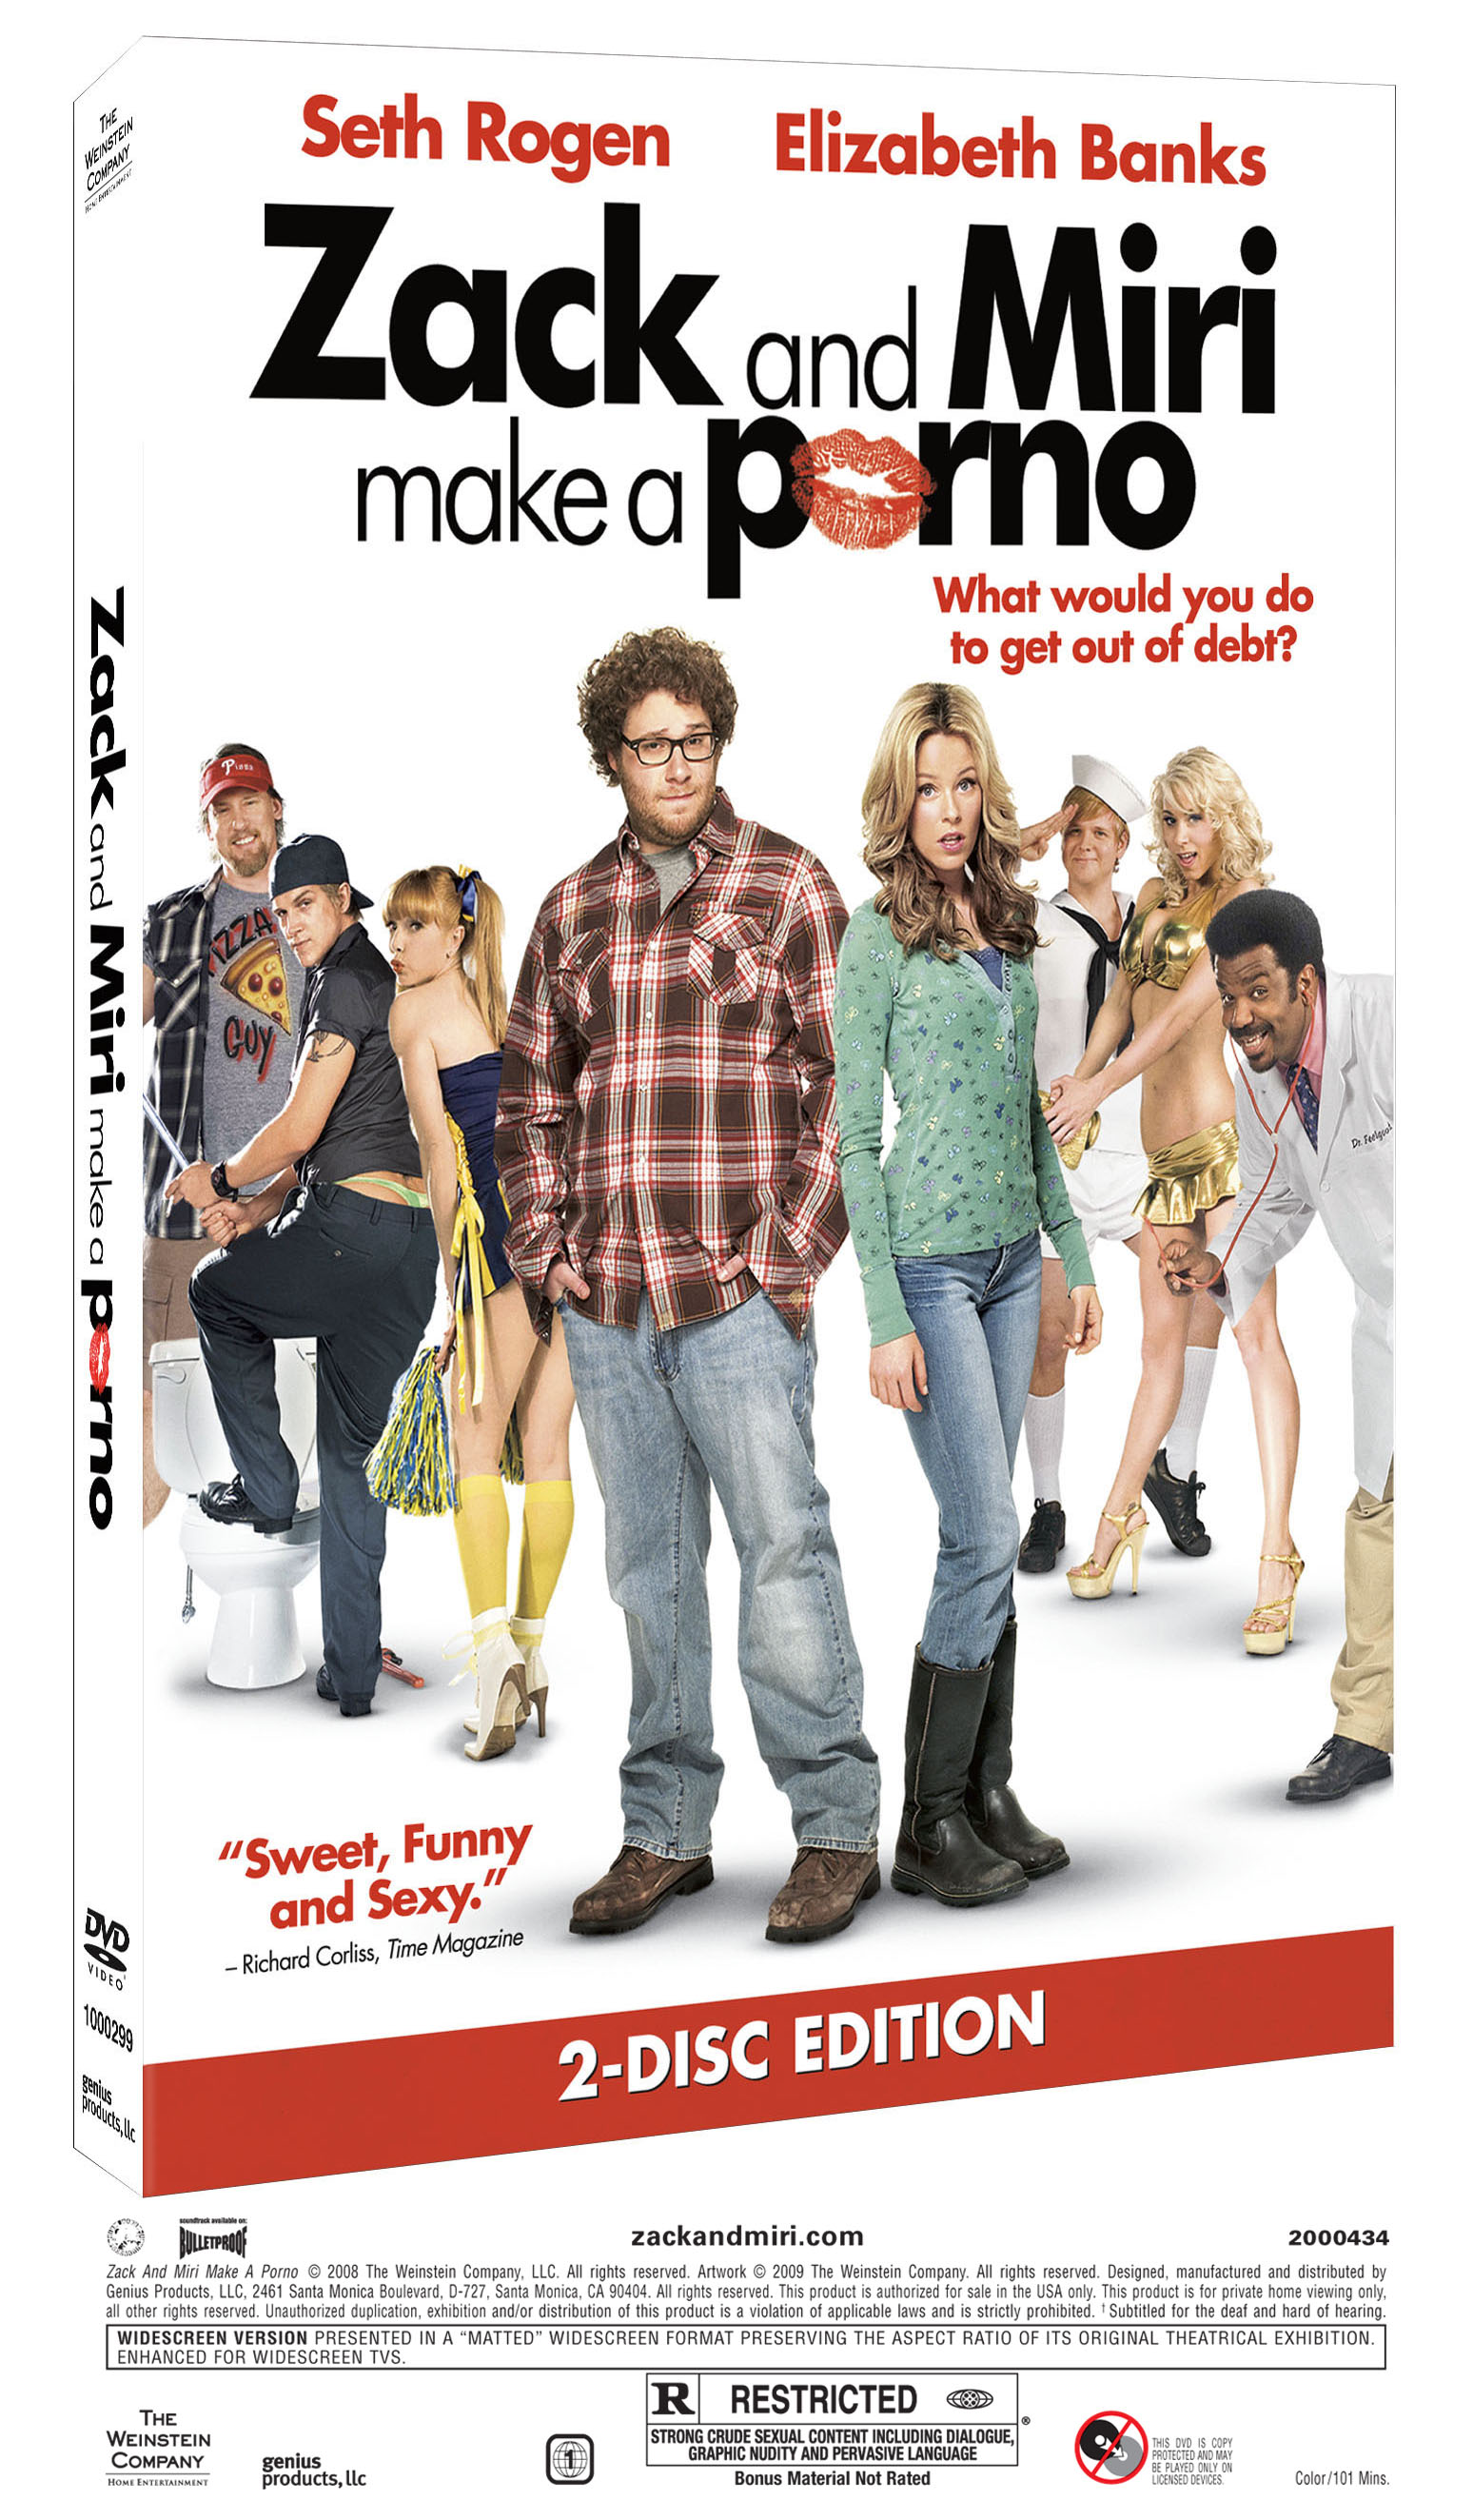 THE
WEINSTEIN
COMPANY
HOME ENTERTAINMENT
Zack and Miri make a porno
DVD
VIDEO
1000299
genius
products, llc
Seth Rogen Elizabeth Banks
Zack and Miri
make a porno
What would you do
to get out of debt?
PIZZA
Guy
Dr. Feelgood
"Sweet, Funny
and Sexy."
– Richard Corliss, Time Magazine
2-DISC EDITION
soundtrack available on:
BULLETPROOF
zackandmiri.com
2000434
Zack And Miri Make A Porno © 2008 The Weinstein Company, LLC. All rights reserved. Artwork © 2009 The Weinstein Company. All rights reserved. Designed, manufactured and distributed by
Genius Products, LLC, 2461 Santa Monica Boulevard, D-727, Santa Monica, CA 90404. All rights reserved. This product is authorized for sale in the USA only. This product is for private home viewing only,
all other rights reserved. Unauthorized duplication, exhibition and/or distribution of this product is a violation of applicable laws and is strictly prohibited. † Subtitled for the deaf and hard of hearing.
WIDESCREEN VERSION PRESENTED IN A “MATTED” WIDESCREEN FORMAT PRESERVING THE ASPECT RATIO OF ITS ORIGINAL THEATRICAL EXHIBITION.
ENHANCED FOR WIDESCREEN TVS.
THE
WEINSTEIN
COMPANY
HOME ENTERTAINMENT
genius
products, llc
1
R RESTRICTED ®
STRONG CRUDE SEXUAL CONTENT INCLUDING DIALOGUE,
GRAPHIC NUDITY AND PERVASIVE LANGUAGE
Bonus Material Not Rated
THIS DVD IS COPY
PROTECTED AND MAY
BE PLAYED ONLY ON
LICENSED DEVICES.
Color/101 Mins.